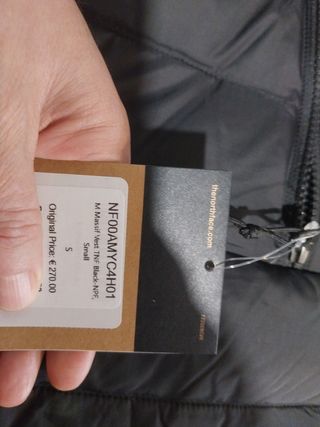 thenorthface.com
NF00AMYC4H01
M Massif Vest TNF Black-NPF,
Small
S
Original Price: € 270.00